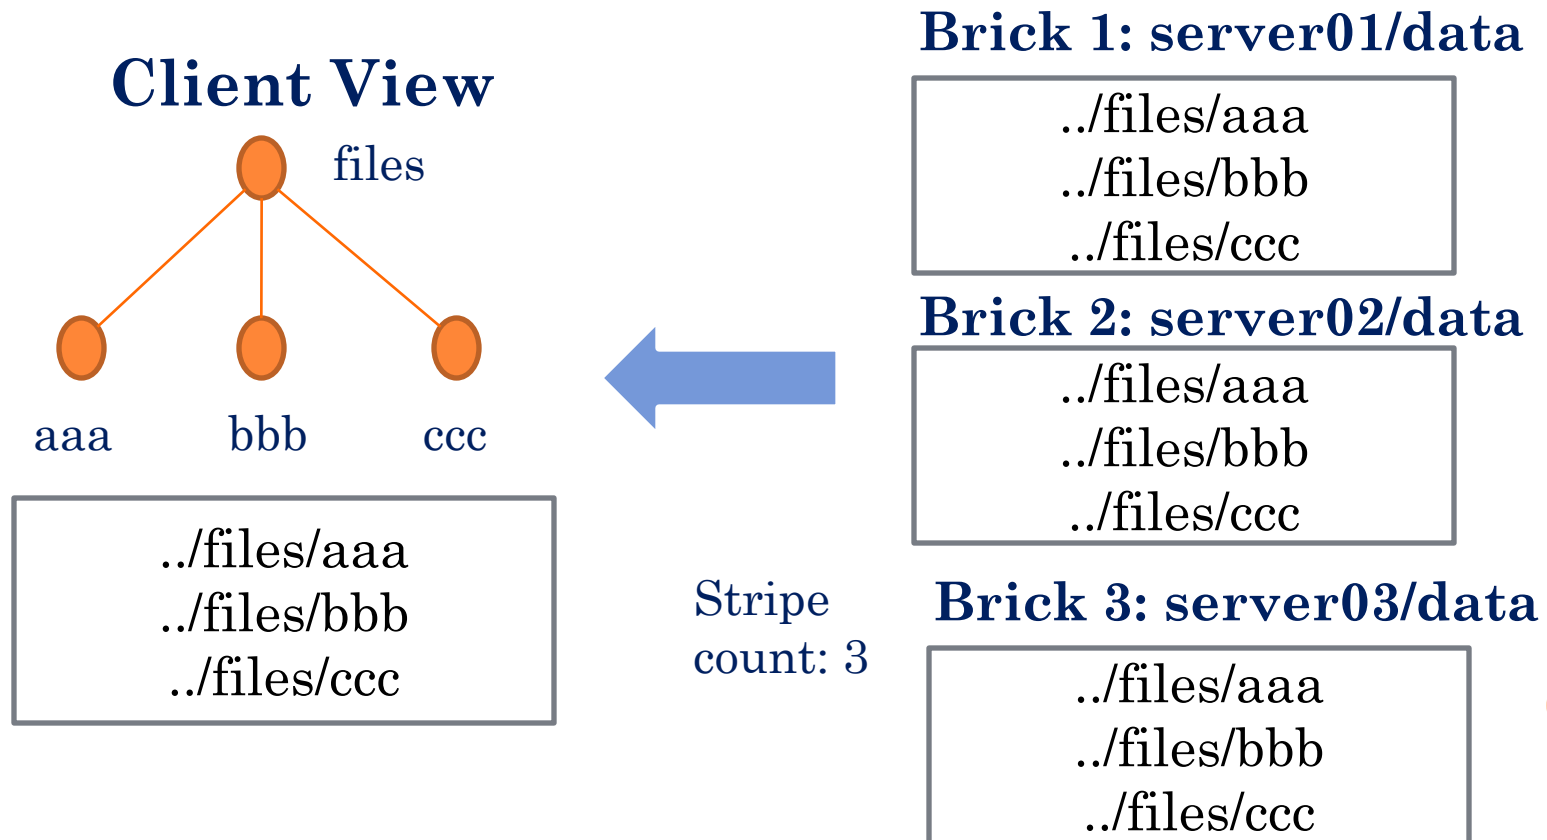 Client View
files
aaa
bbb
ccc
../files/aaa
../files/bbb
../files/ccc
Stripe
count: 3
Brick 1: server01/data
../files/aaa
../files/bbb
../files/ccc
Brick 2: server02/data
../files/aaa
../files/bbb
../files/ccc
Brick 3: server03/data
../files/aaa
../files/bbb
../files/ccc